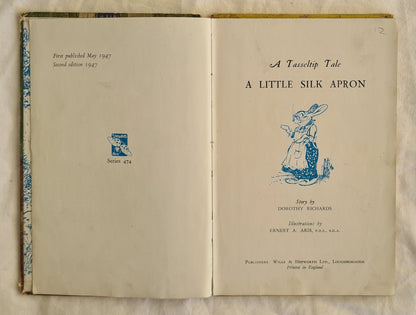 First published May 1947
Second edition 1947
Series 474
2
A Tasseltip Tale
A LITTLE SILK APRON
Story by
DOROTHY RICHARDS
Illustrations by
ERNEST A. ARIS, F.Z.S., S.G.A.
Publishers Wills & Hepworth Ltd., Loughborough
Printed in England